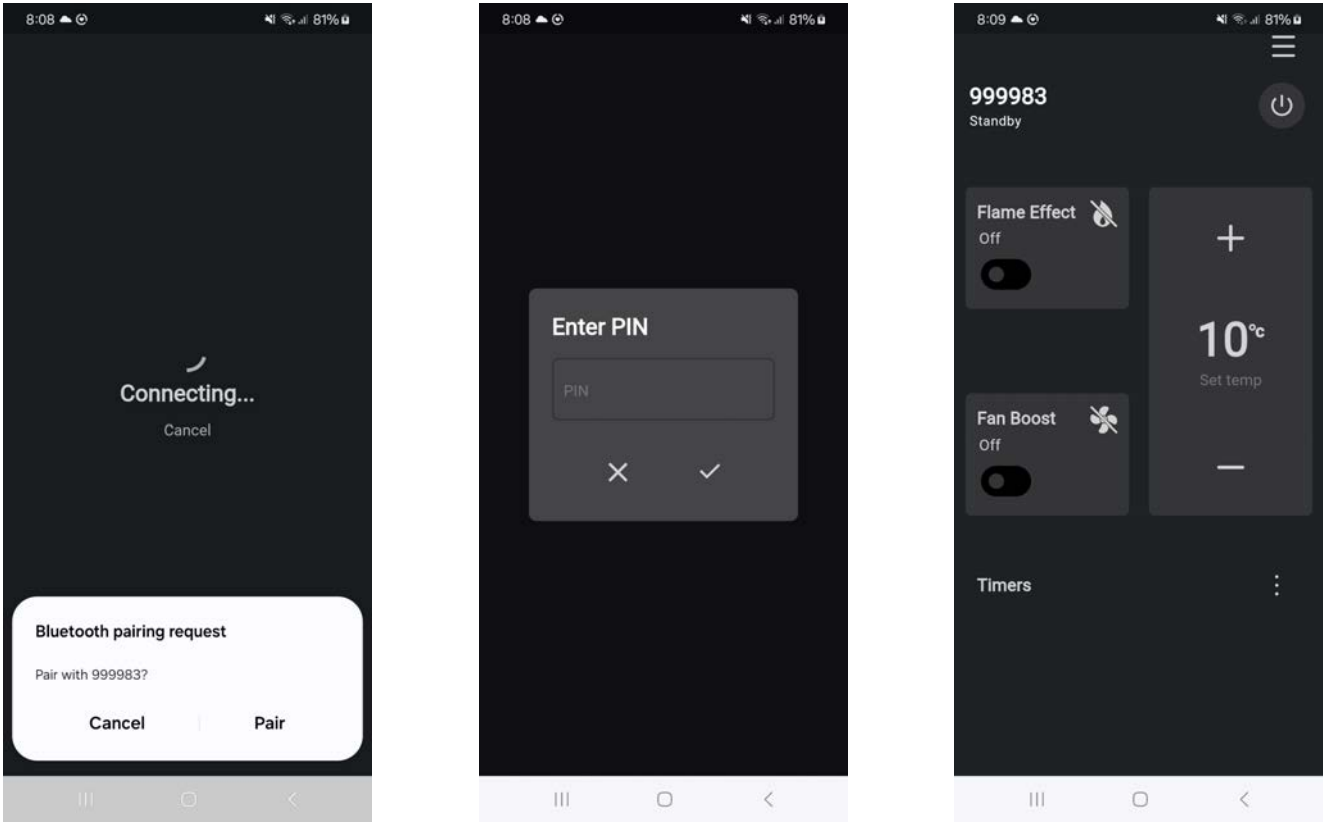 8:08
81%
Connecting...
Cancel
Bluetooth pairing request
Pair with 999983?
Cancel
Pair
8:08
81%
Enter PIN
PIN
8:09
81%
999983
Standby
Flame Effect
Off
10°c
Set temp
Fan Boost
Off
Timers